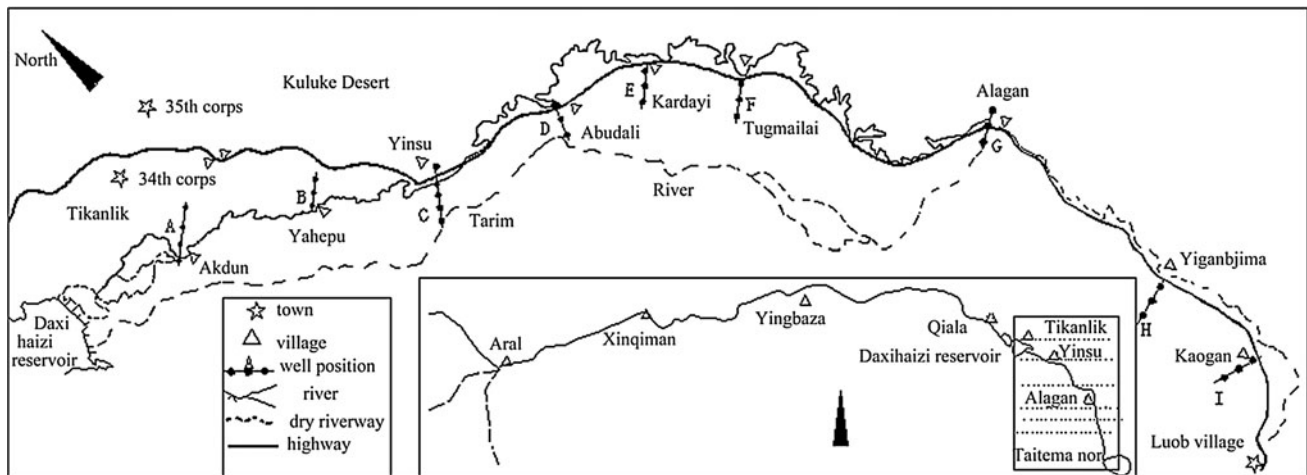 North
Kuluke Desert
35th corps
34th corps
Tikanlik
Yinsu
A
B
C
D
E
F
G
H
I
Akdun
Yahepu
Tarim
River
Abudali
Kardayi
Tugmailai
Alagan
Yiganbjima
Kaogan
Luob village
Daxi
haizi
reservoir
town
village
well position
river
dry riverway
highway
Aral
Xinqiman
Yingbaza
Qiala
Daxihaizi reservoir
Tikanlik
Yinsu
Alagan
Taitema nor